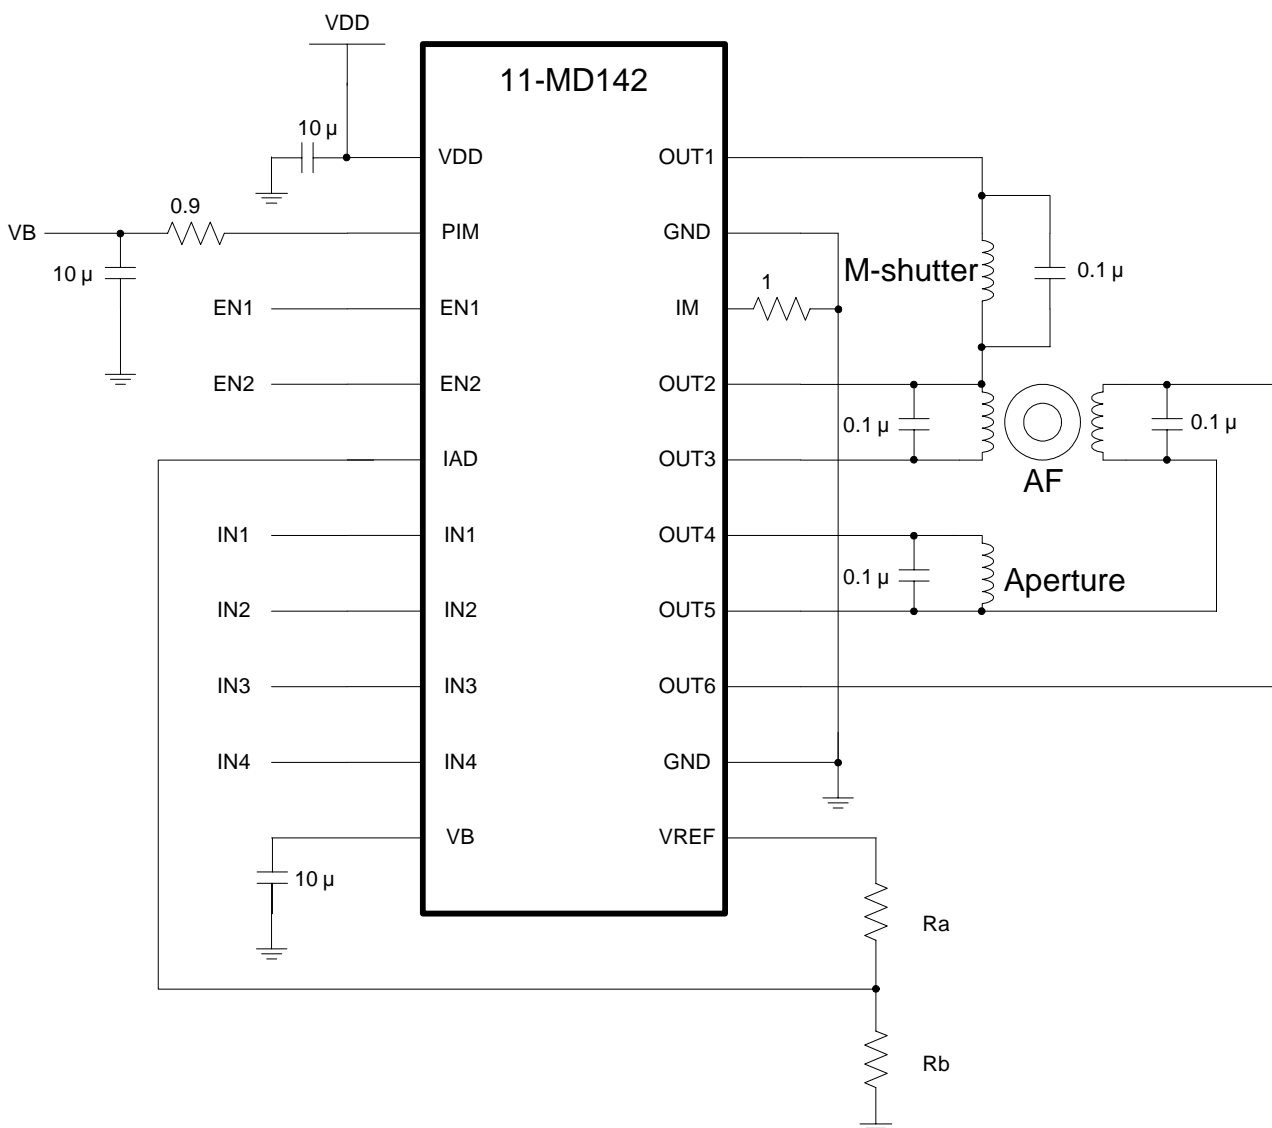 VDD
11-MD142
10 µ
VDD
OUT1
0.9
VB
PIM
GND
10 µ
M-shutter
0.1 µ
1
EN1
EN1
IM
EN2
EN2
OUT2
0.1 µ
0.1 µ
IAD
OUT3
AF
IN1
IN1
OUT4
0.1 µ
Aperture
IN2
IN2
OUT5
IN3
IN3
OUT6
IN4
IN4
GND
VB
VREF
10 µ
Ra
Rb